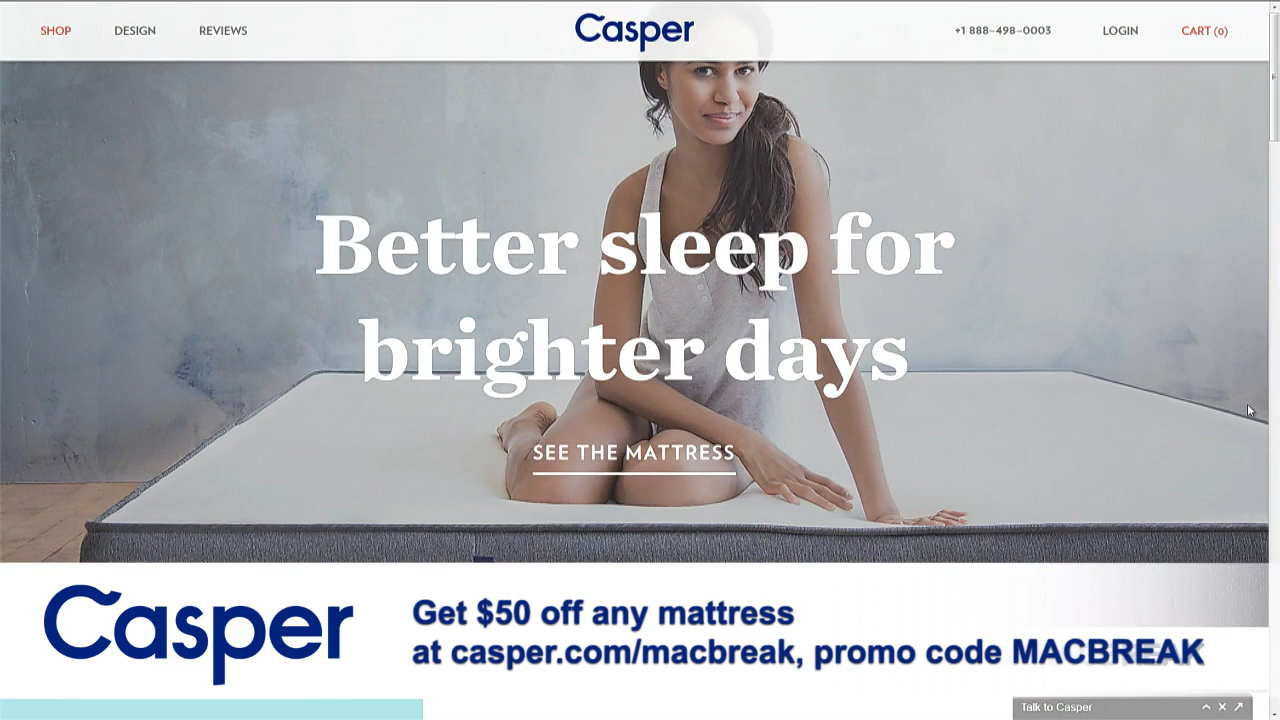 SHOP DESIGN REVIEWS Casper +1 888-498-0003 LOGIN CART (0)
Better sleep for
brighter days
SEE THE MATTRESS
Casper
Get $50 off any mattress
at casper.com/macbreak, promo code MACBREAK
Talk to Casper